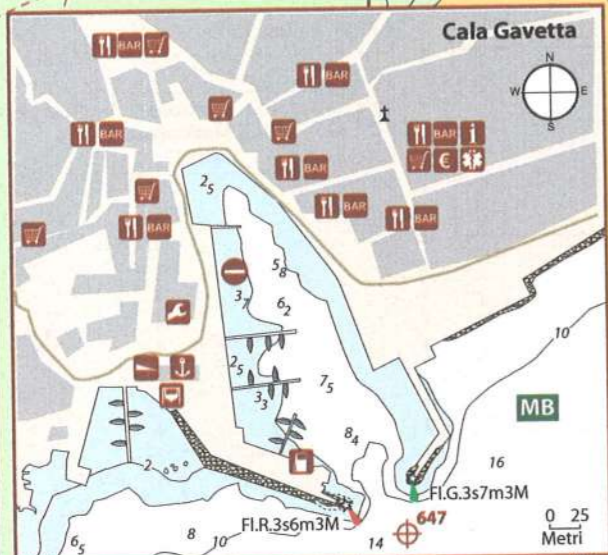 Cala Gavetta
N
W E
S
BAR
BAR
BAR
BAR i
€
BAR
BAR
BAR
BAR
2₅
5₈
3₇
6₂
10
2₅
3₃
7₅
MB
8₄
16
2
Fl.G.3s7m3M
Fl.R.3s6m3M
647
0 25
Metri
6₅
8
10
14